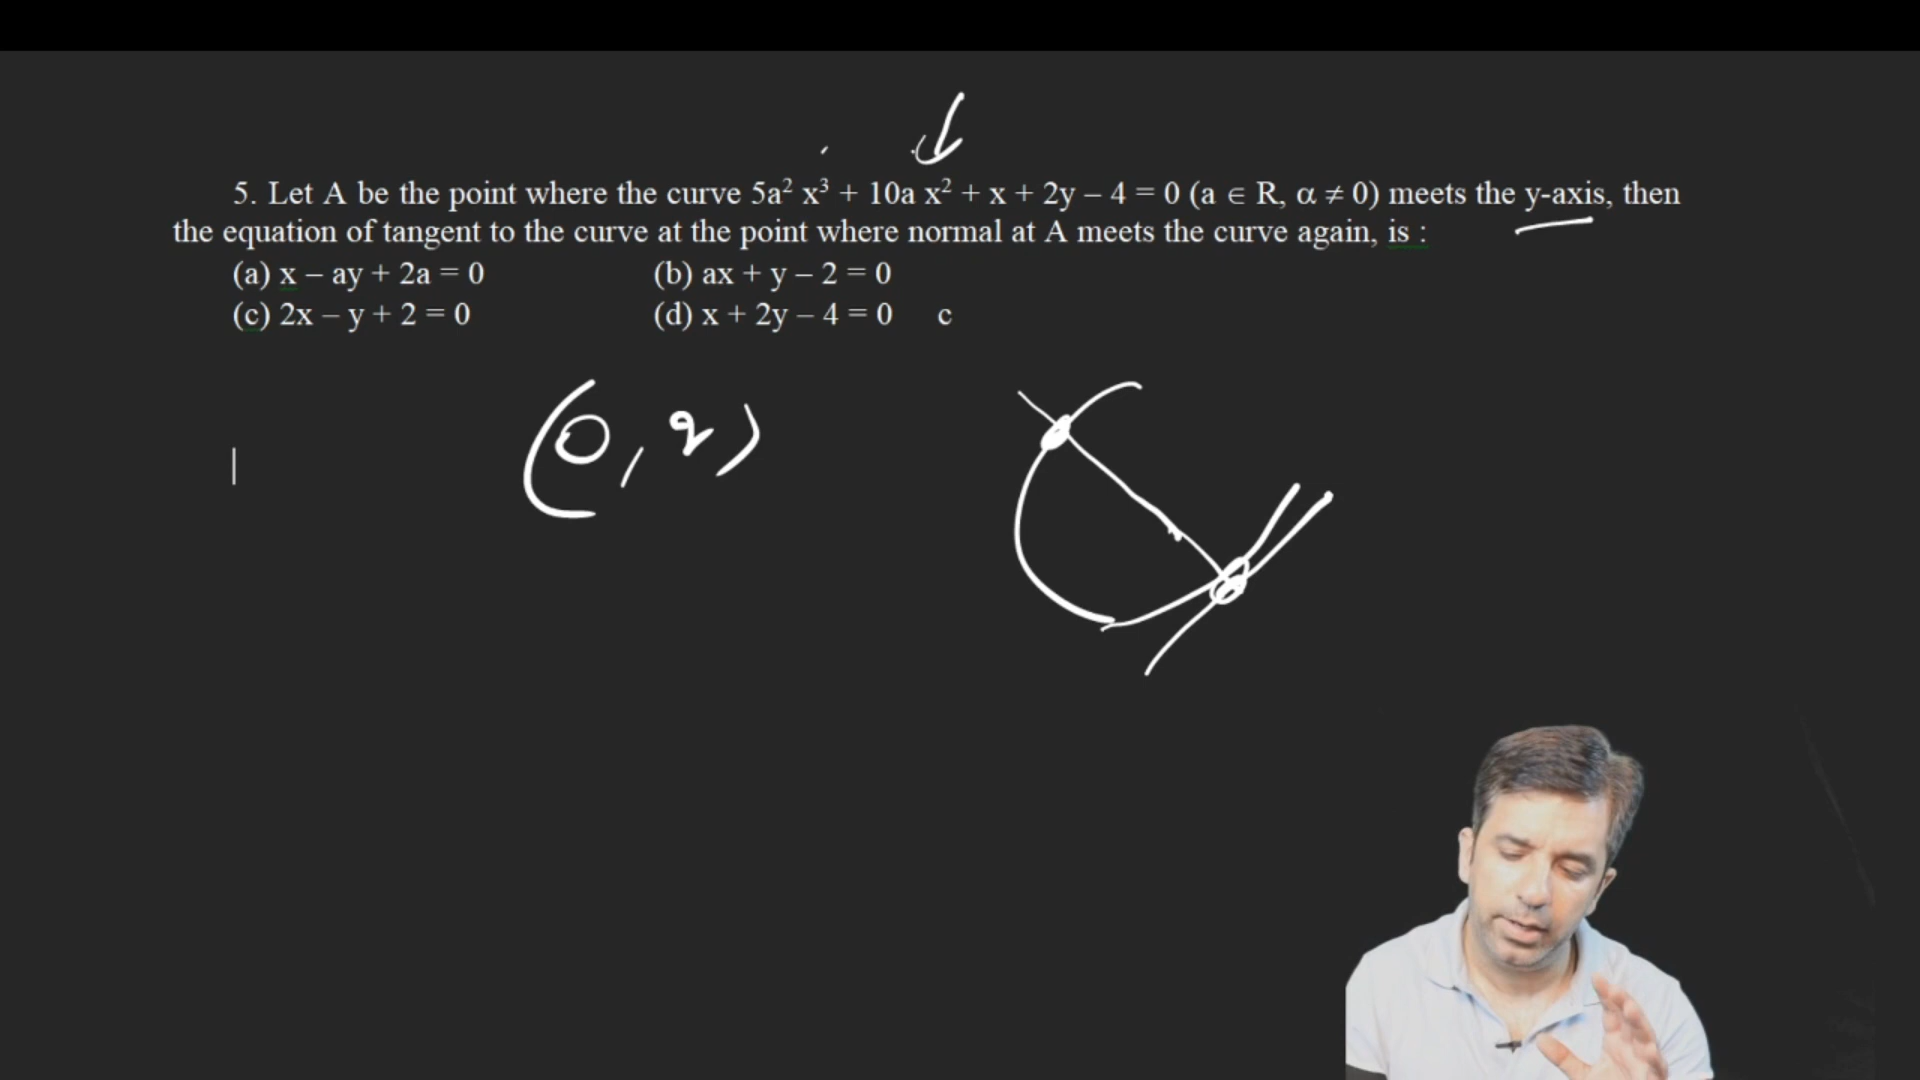 5. Let A be the point where the curve 5a² x³ + 10a x² + x + 2y – 4 = 0 (a ∈ R, α ≠ 0) meets the y-axis, then
the equation of tangent to the curve at the point where normal at A meets the curve again, is :
(a) x – ay + 2a = 0 (b) ax + y – 2 = 0
(c) 2x – y + 2 = 0 (d) x + 2y – 4 = 0 c
(0, 2)